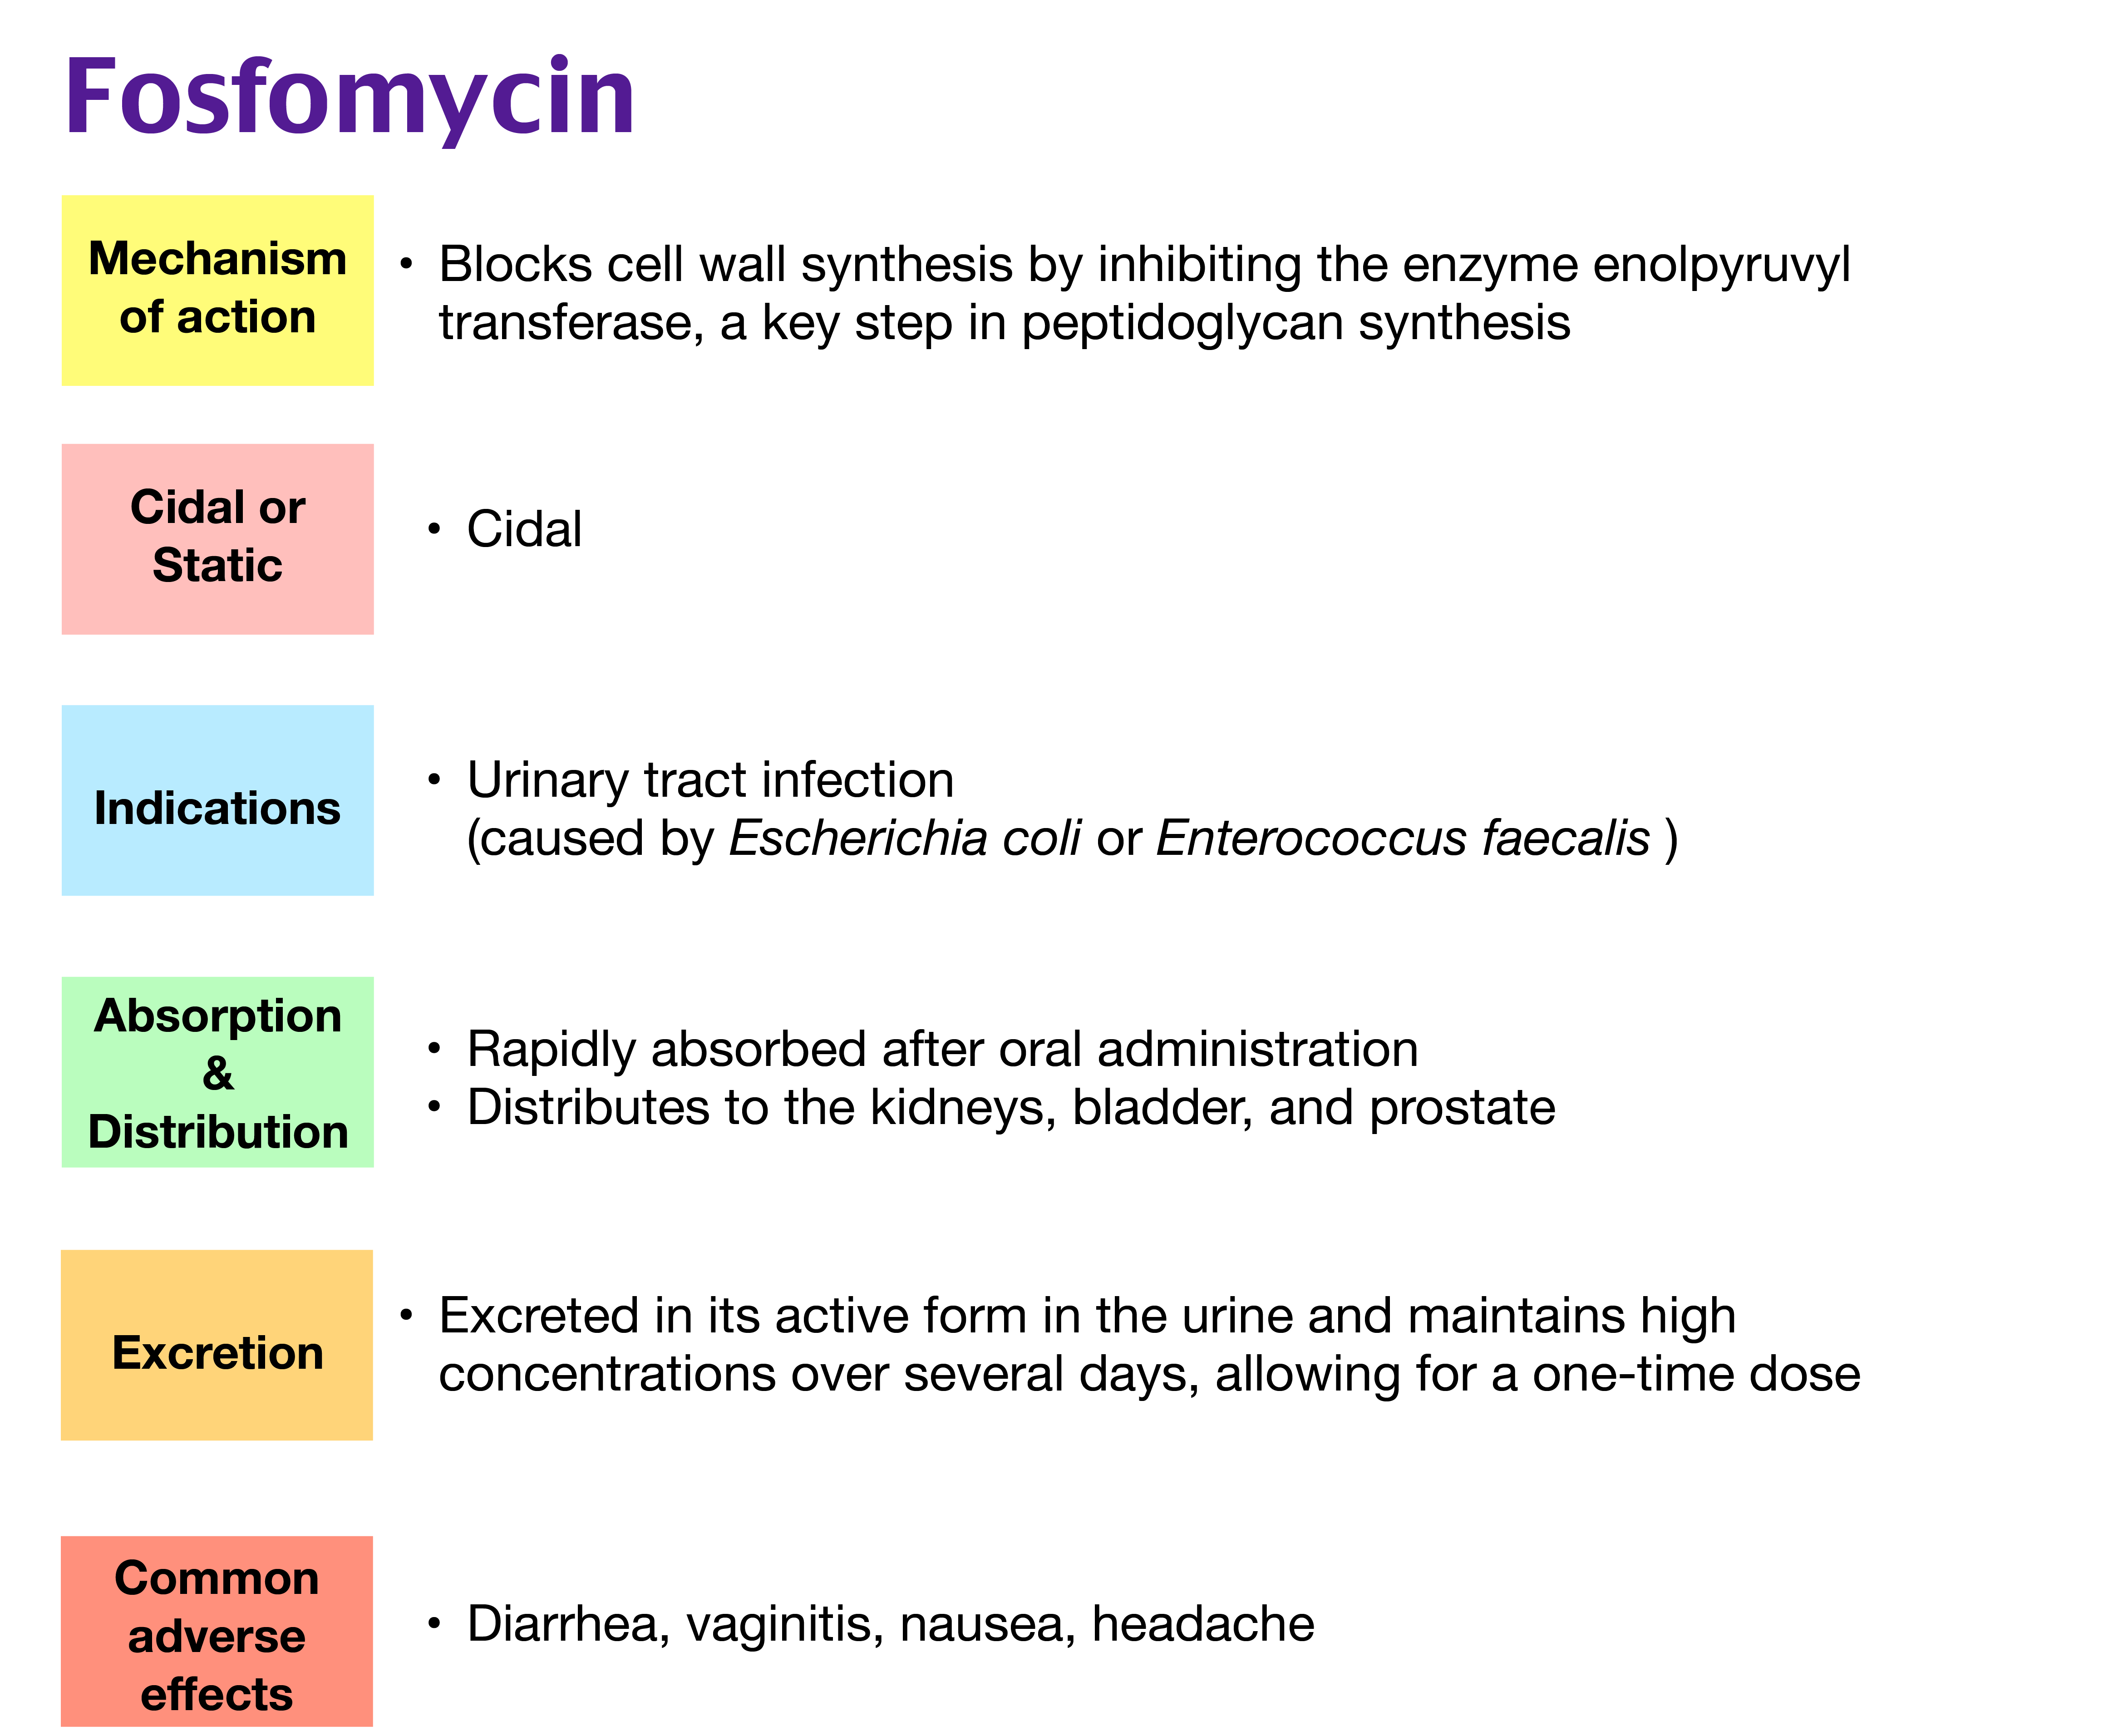 Fosfomycin
Mechanism
of action
• Blocks cell wall synthesis by inhibiting the enzyme enolpyruvyl
transferase, a key step in peptidoglycan synthesis
Cidal or
Static
• Cidal
Indications
• Urinary tract infection
(caused by Escherichia coli or Enterococcus faecalis )
Absorption
&
Distribution
• Rapidly absorbed after oral administration
• Distributes to the kidneys, bladder, and prostate
Excretion
• Excreted in its active form in the urine and maintains high
concentrations over several days, allowing for a one-time dose
Common
adverse
effects
• Diarrhea, vaginitis, nausea, headache